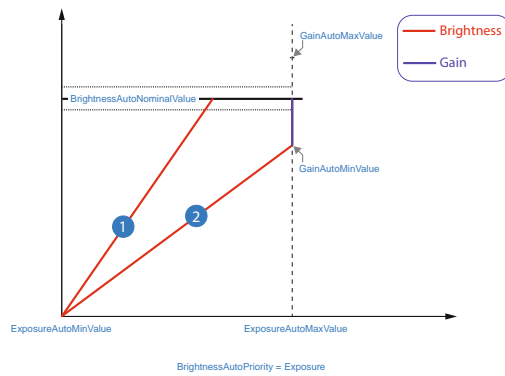 GainAutoMaxValue
Brightness
Gain
BrightnessAutoNominalValue
GainAutoMinValue
1
2
ExposureAutoMinValue
ExposureAutoMaxValue
BrightnessAutoPriority = Exposure